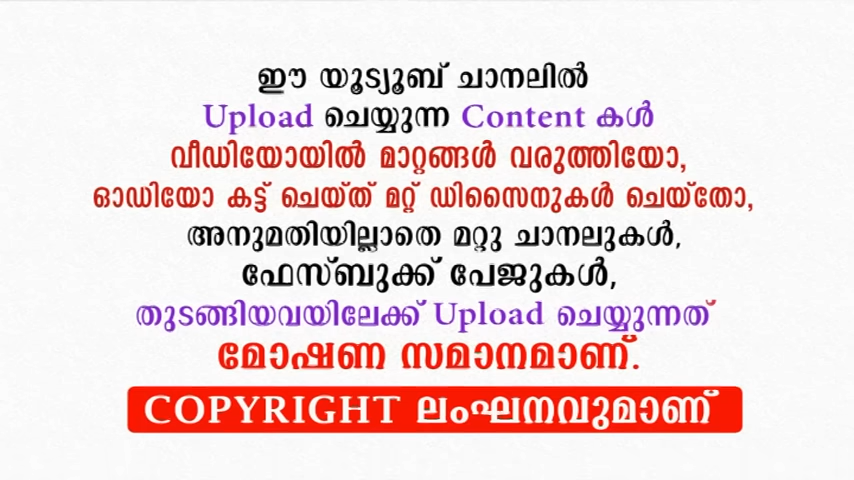 ഈ യൂട്യൂബ് ചാനലിൽ
Upload ചെയ്യുന്ന Content കൾ
വീഡിയോയിൽ മാറ്റങ്ങൾ വരുത്തിയോ,
ഓഡിയോ കട്ട് ചെയ്ത് മറ്റ് ഡിസൈനുകൾ ചെയ്തോ,
അനുമതിയില്ലാതെ മറ്റു ചാനലുകൾ,
ഫേസ്ബുക്ക് പേജുകൾ,
തുടങ്ങിയവയിലേക്ക് Upload ചെയ്യുന്നത്
മോഷണ സമാനമാണ്.
COPYRIGHT ലംഘനവുമാണ്